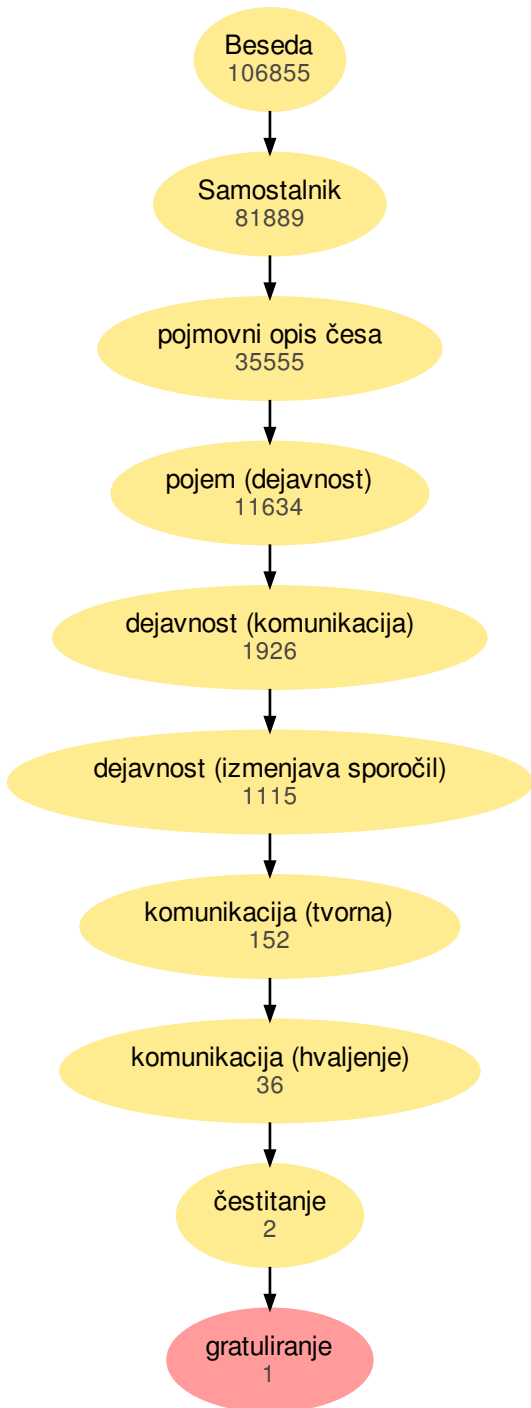 Beseda
106855
Samostalnik
81889
pojmovni opis česa
35555
pojem (dejavnost)
11634
dejavnost (komunikacija)
1926
dejavnost (izmenjava sporočil)
1115
komunikacija (tvorna)
152
komunikacija (hvaljenje)
36
čestitanje
2
gratuliranje
1